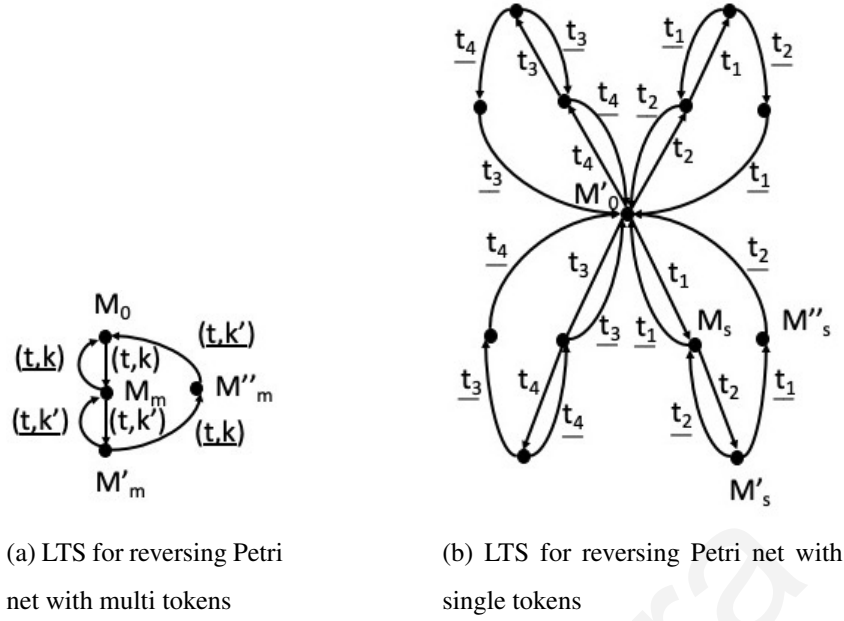 t₄ t₃ t₁ t₂
t₃ t₄ t₂ t₁
t₄ t₂
t₃ M'₀ t₁
t₄ t₃ t₁ t₂
M₀
(t,k) (t,k) (t,k')
M''ₘ
Mₘ
(t,k') (t,k') (t,k)
M'ₘ
t₃ t₁ Mₛ M''ₛ
t₃ t₄ t₄ t₂ t₂ t₁
M'ₛ
(a) LTS for reversing Petri
net with multi tokens
(b) LTS for reversing Petri net with
single tokens